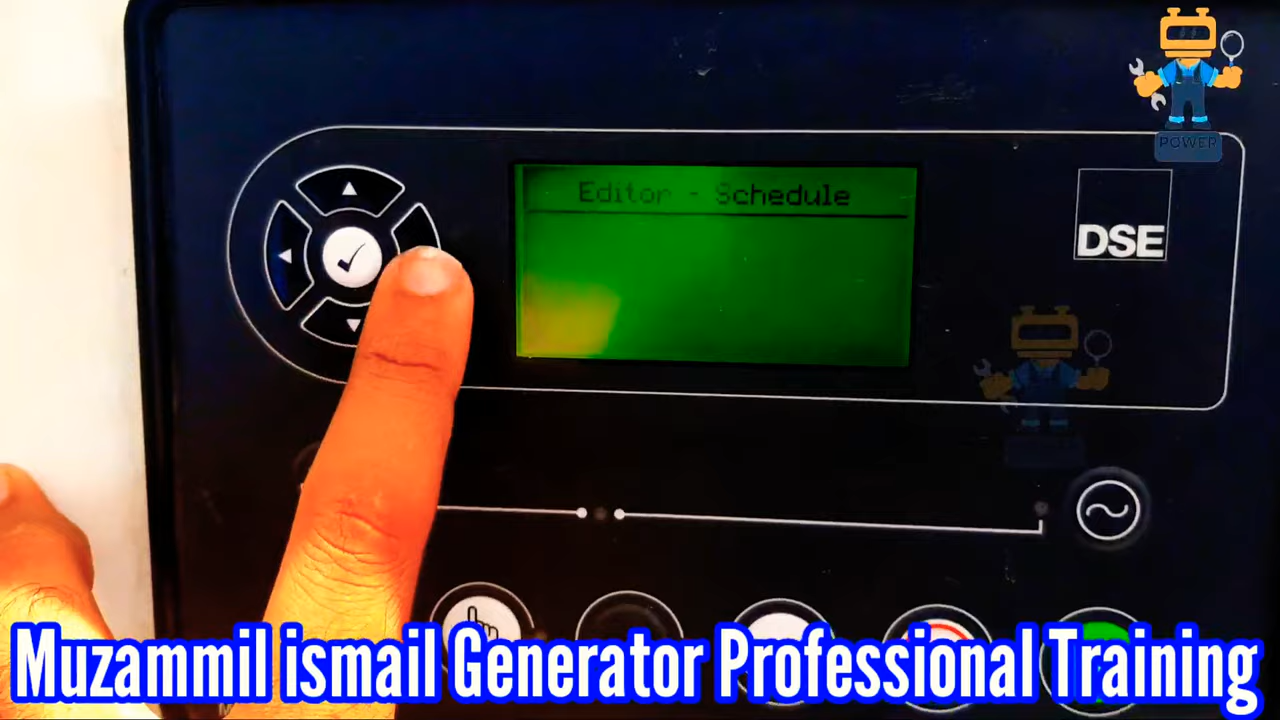 POWER
Editor - Schedule
DSE
Muzammil ismail Generator Professional Training